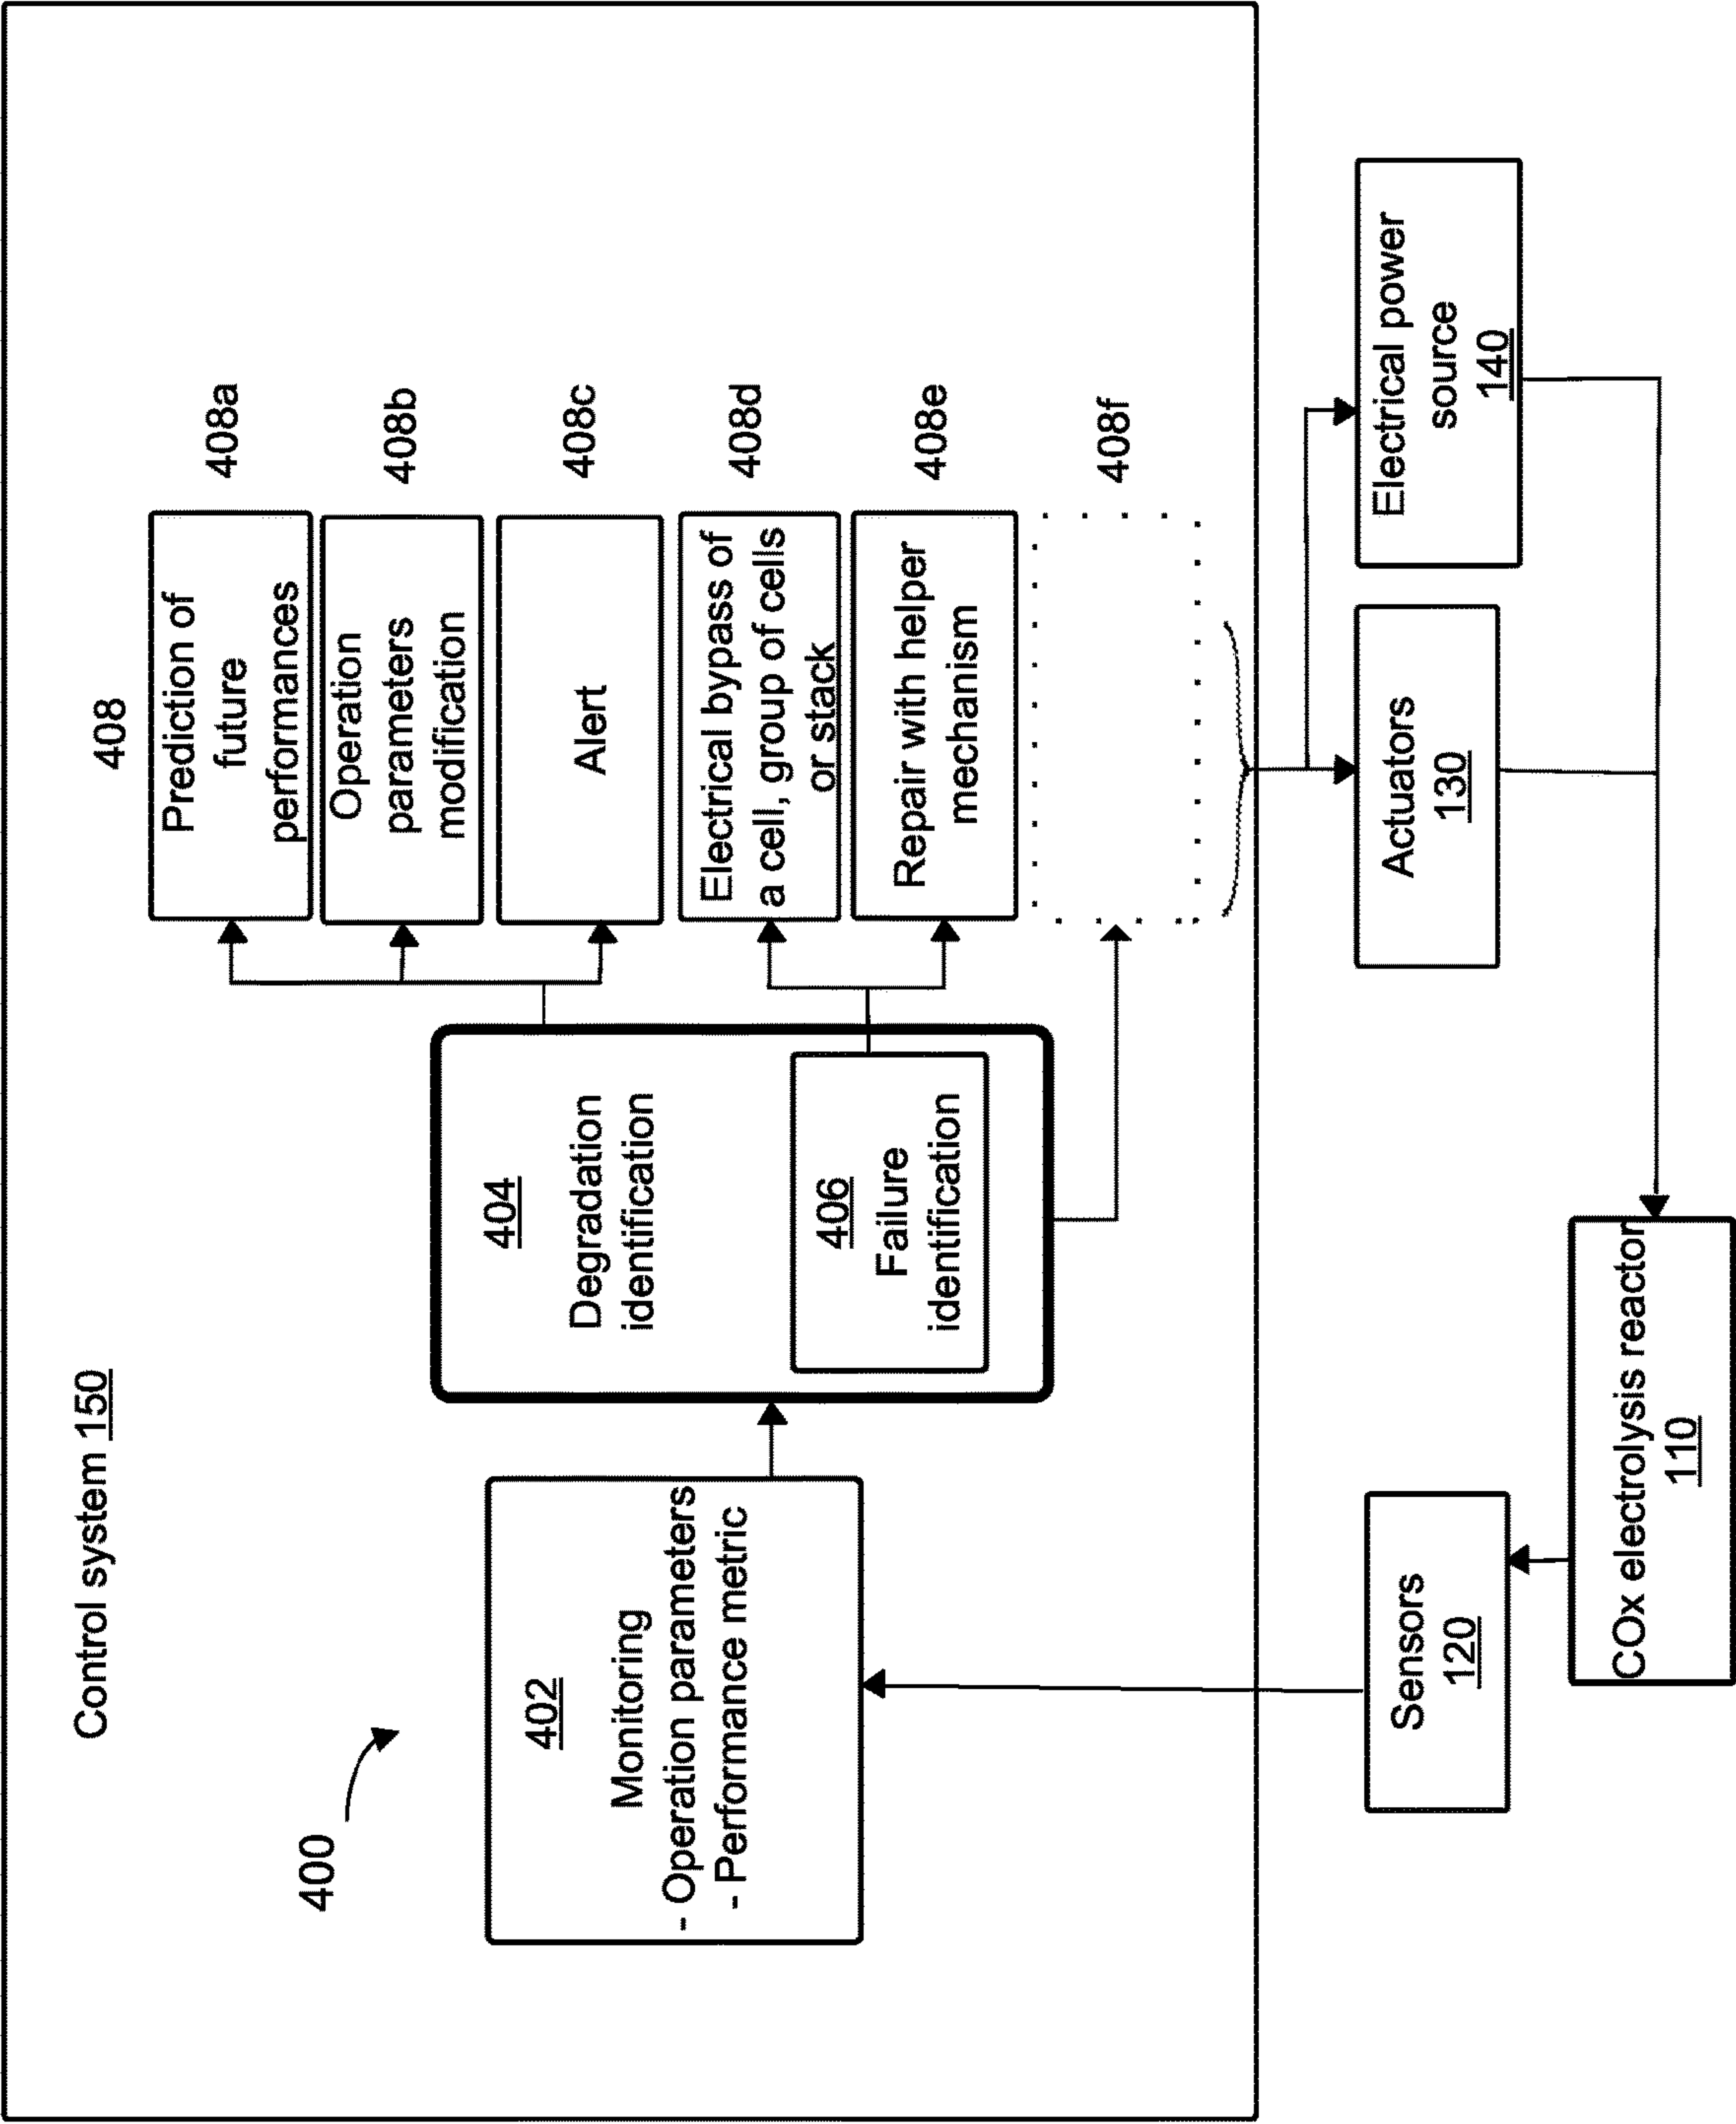 Control system 150
400
402
Monitoring
- Operation parameters
- Performance metric
404
Degradation
identification
406
Failure
identification
408
Prediction of
future
performances
408a
Operation
parameters
modification
408b
Alert
408c
Electrical bypass of
a cell, group of cells
or stack
408d
Repair with helper
mechanism
408e
408f
Sensors
120
Actuators
130
Electrical power
source
140
COx electrolysis reactor
110